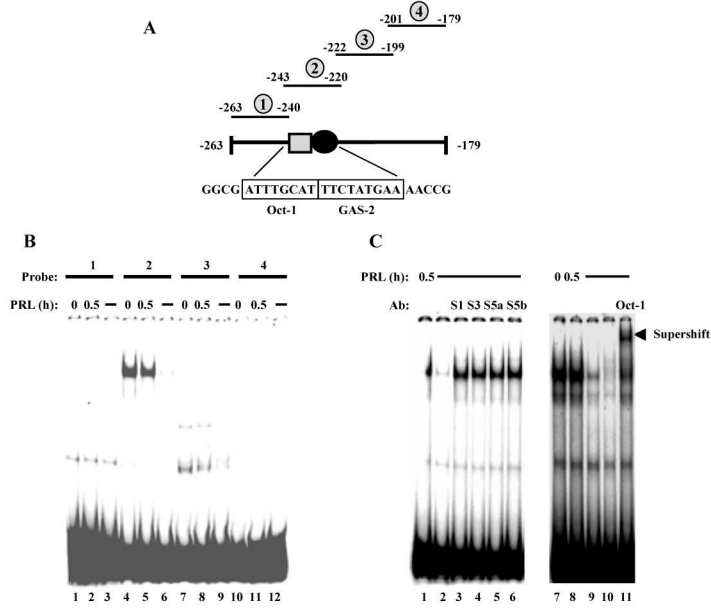 A
-201 4 -179
-222 3 -199
-243 2 -220
-263 1 -240
-263 -179
GGCG ATTTGCAT TTCTATGAA AACCG
Oct-1 GAS-2
B
Probe: 1 2 3 4
PRL (h): 0 0.5 — 0 0.5 — 0 0.5 — 0 0.5 —
1 2 3 4 5 6 7 8 9 10 11 12
C
PRL (h): 0.5 0 0.5
Ab: S1 S3 S5a S5b Oct-1
Supershift
1 2 3 4 5 6 7 8 9 10 11